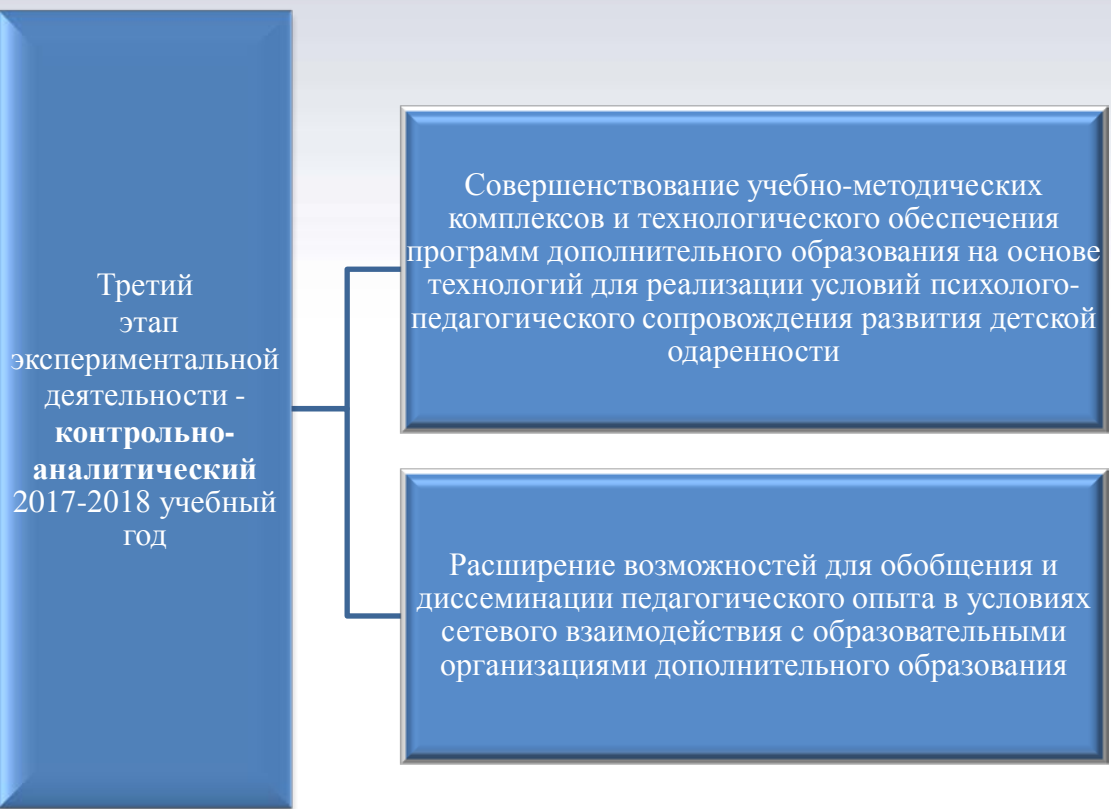 Третий
этап
экспериментальной
деятельности -
контрольно-
аналитический
2017-2018 учебный
год
Совершенствование учебно-методических
комплексов и технологического обеспечения
программ дополнительного образования на основе
технологий для реализации условий психолого-
педагогического сопровождения развития детской
одаренности
Расширение возможностей для обобщения и
диссеминации педагогического опыта в условиях
сетевого взаимодействия с образовательными
организациями дополнительного образования